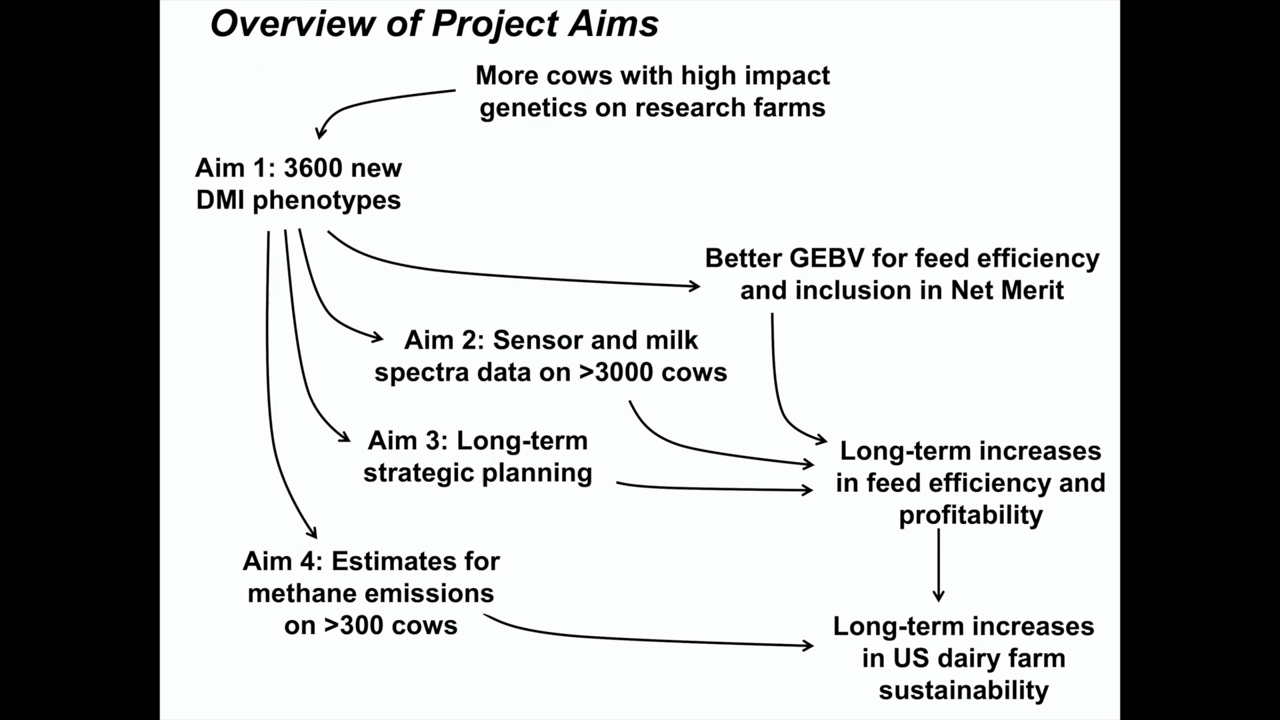 Overview of Project Aims
More cows with high impact
genetics on research farms
Aim 1: 3600 new
DMI phenotypes
Better GEBV for feed efficiency
and inclusion in Net Merit
Aim 2: Sensor and milk
spectra data on >3000 cows
Aim 3: Long-term
strategic planning
Long-term increases
in feed efficiency and
profitability
Aim 4: Estimates for
methane emissions
on >300 cows
Long-term increases
in US dairy farm
sustainability